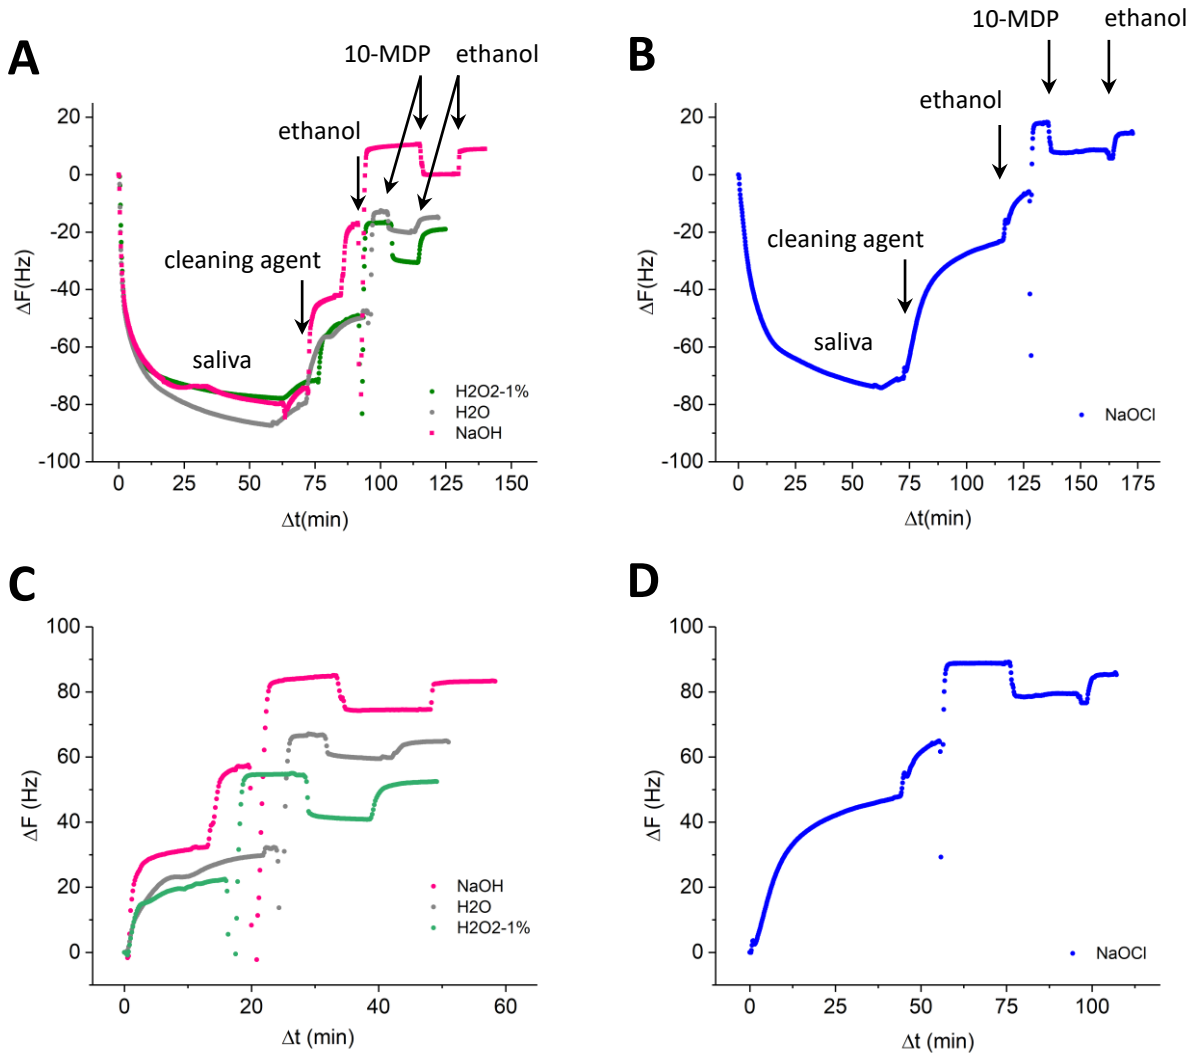 A
10-MDP ethanol
ethanol
cleaning agent
saliva
20
0
-20
-40
-60
-80
-100
ΔF(Hz)
H2O2-1%
H2O
NaOH
0 25 50 75 100 125 150
Δt(min)
B
10-MDP ethanol
ethanol
cleaning agent
saliva
20
0
-20
-40
-60
-80
-100
ΔF(Hz)
NaOCl
0 25 50 75 100 125 150 175
Δt(min)
C
100
80
60
40
20
0
ΔF (Hz)
NaOH
H2O
H2O2-1%
0 20 40 60
Δt (min)
D
100
80
60
40
20
0
ΔF (Hz)
NaOCl
0 25 50 75 100
Δt (min)